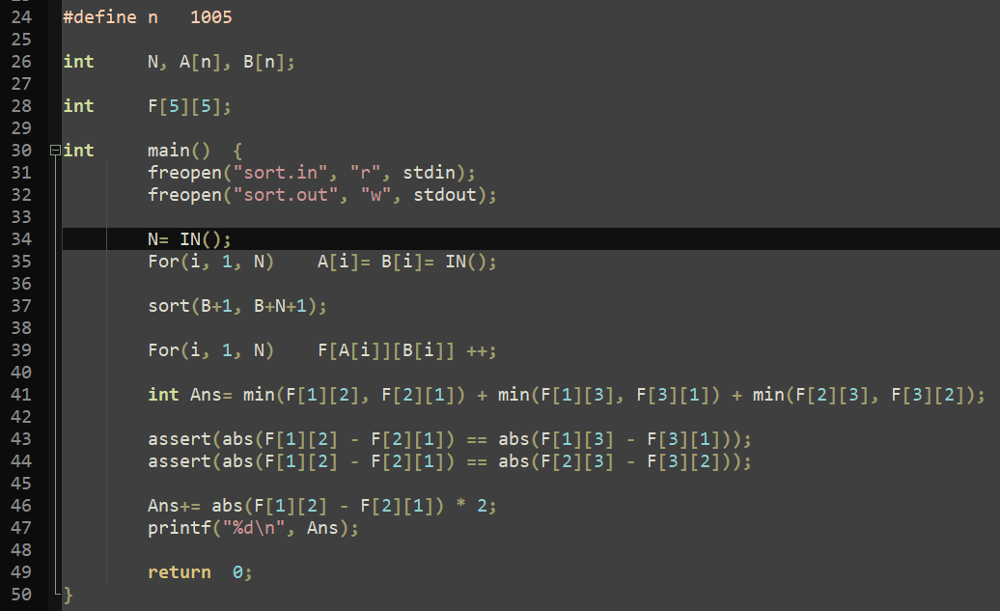 24 #define n   1005
25
26 int     N, A[n], B[n];
27
28 int     F[5][5];
29
30 int     main()  {
31         freopen("sort.in", "r", stdin);
32         freopen("sort.out", "w", stdout);
33
34         N= IN();
35         For(i, 1, N)    A[i]= B[i]= IN();
36
37         sort(B+1, B+N+1);
38
39         For(i, 1, N)    F[A[i]][B[i]] ++;
40
41         int Ans= min(F[1][2], F[2][1]) + min(F[1][3], F[3][1]) + min(F[2][3], F[3][2]);
42
43         assert(abs(F[1][2] - F[2][1]) == abs(F[1][3] - F[3][1]));
44         assert(abs(F[1][2] - F[2][1]) == abs(F[2][3] - F[3][2]));
45
46         Ans+= abs(F[1][2] - F[2][1]) * 2;
47         printf("%d\n", Ans);
48
49         return  0;
50 }